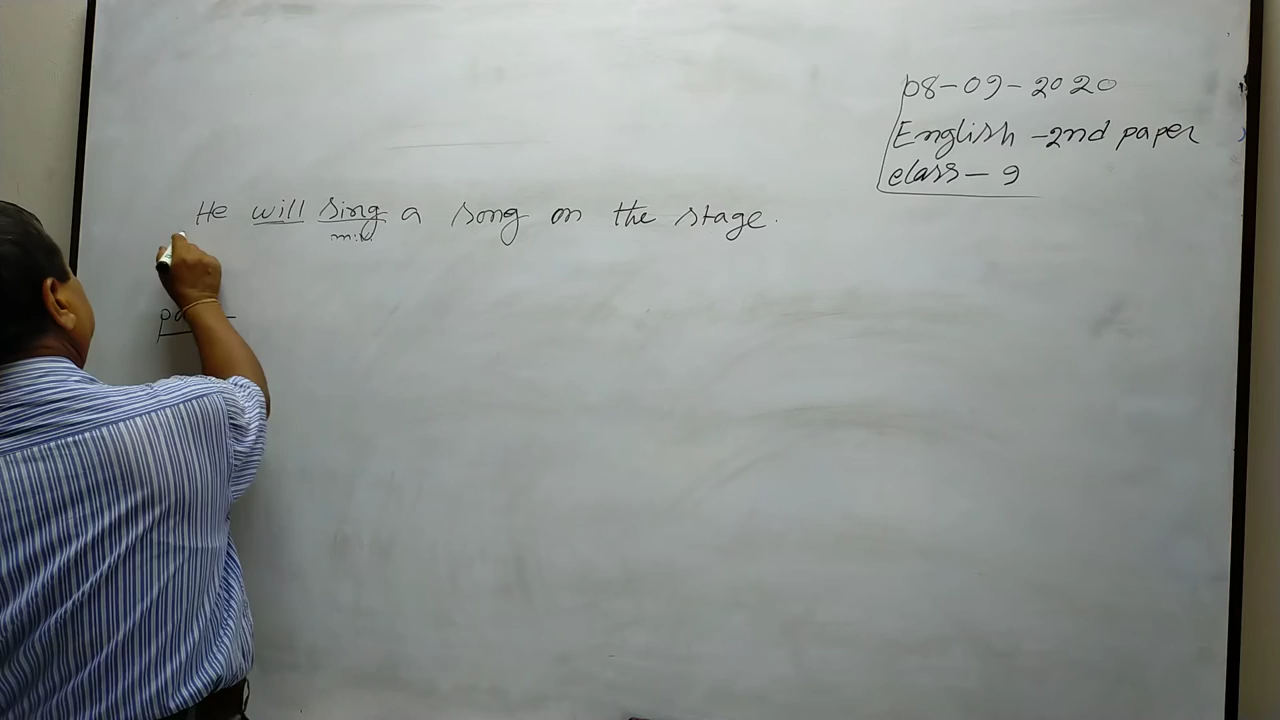 08-09-2020
English -2nd paper
class - 9
He will sing a song on the stage.